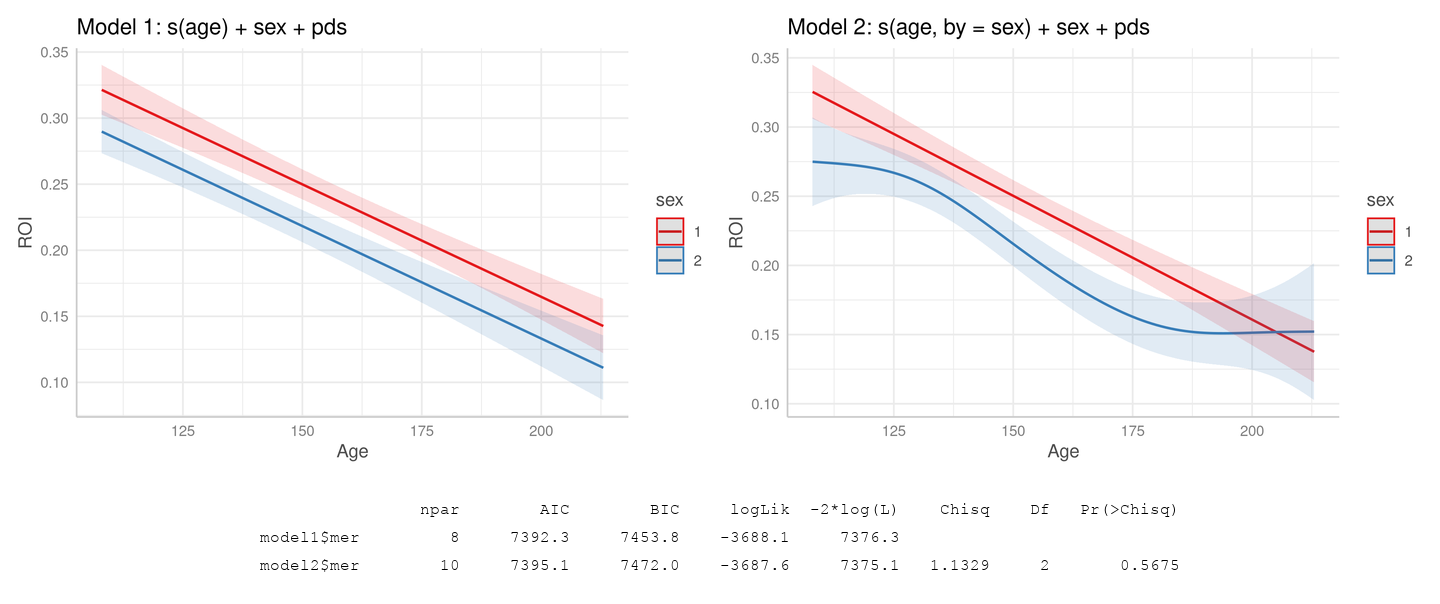 Model 1: s(age) + sex + pds
0.35
0.30
0.25
0.20
0.15
0.10
ROI
125 150 175 200
Age
sex
1
2
Model 2: s(age, by = sex) + sex + pds
0.35
0.30
0.25
0.20
0.15
0.10
ROI
125 150 175 200
Age
sex
1
2
npar AIC BIC logLik -2*log(L) Chisq Df Pr(>Chisq)
model1$mer 8 7392.3 7453.8 -3688.1 7376.3
model2$mer 10 7395.1 7472.0 -3687.6 7375.1 1.1329 2 0.5675